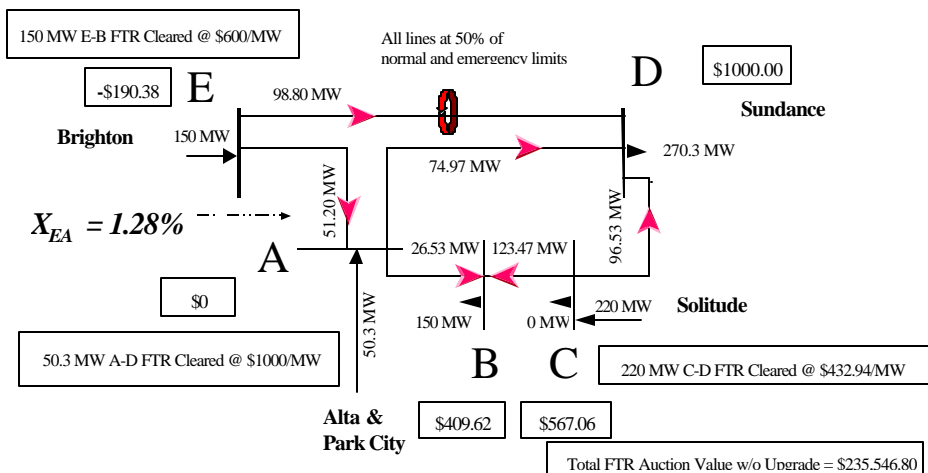 150 MW E-B FTR Cleared @ $600/MW
All lines at 50% of
normal and emergency limits
-$190.38
E
D
$1000.00
98.80 MW
Sundance
Brighton
150 MW
74.97 MW
270.3 MW
51.20 MW
X_EA = 1.28%
96.53 MW
A
26.53 MW
123.47 MW
$0
50.3 MW
150 MW
0 MW
220 MW
Solitude
50.3 MW A-D FTR Cleared @ $1000/MW
B
C
220 MW C-D FTR Cleared @ $432.94/MW
Alta &
Park City
$409.62
$567.06
Total FTR Auction Value w/o Upgrade = $235,546.80